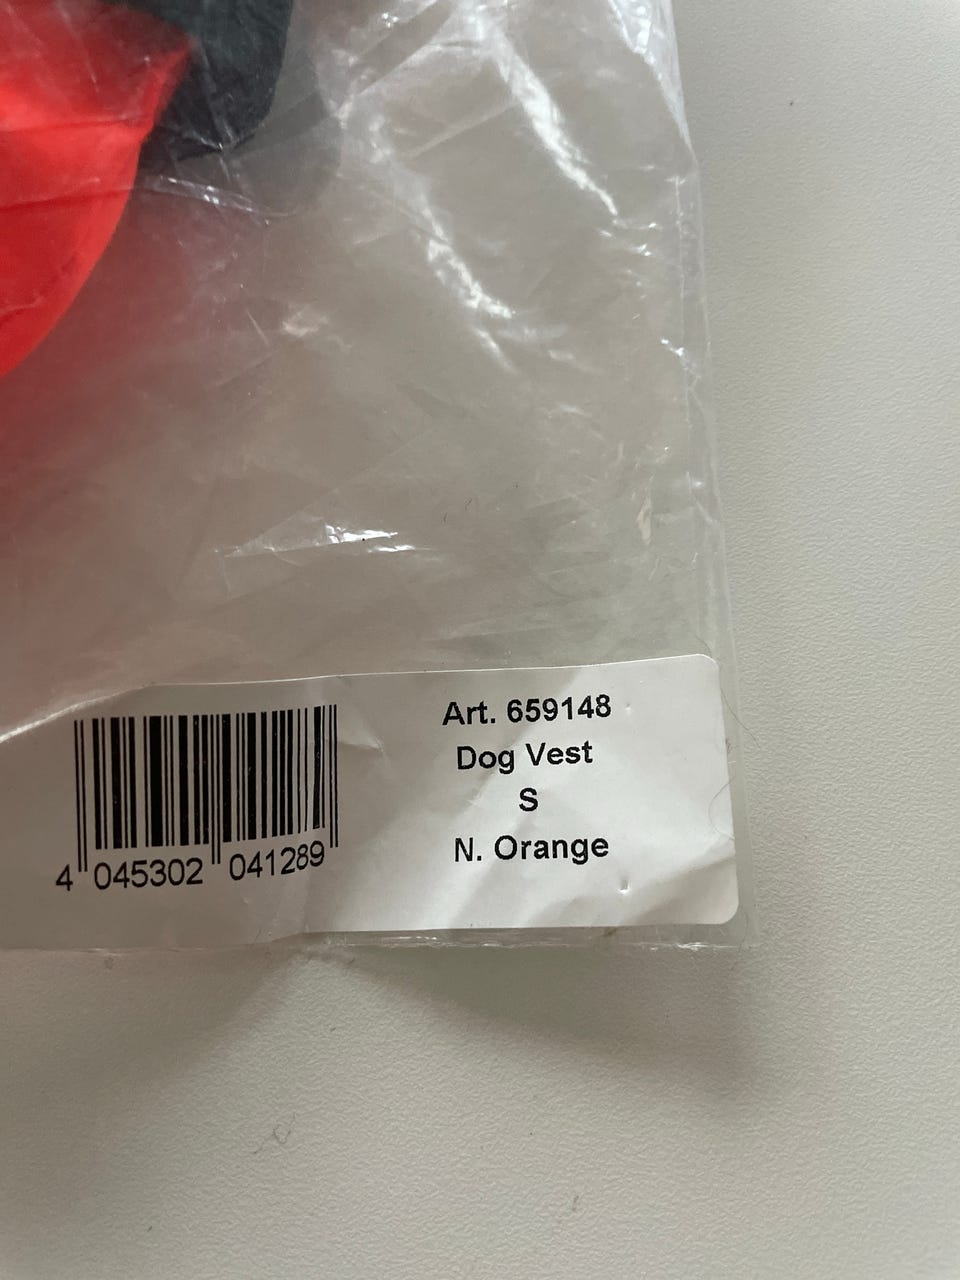 Art. 659148
Dog Vest
S
N. Orange
4 045302 041289